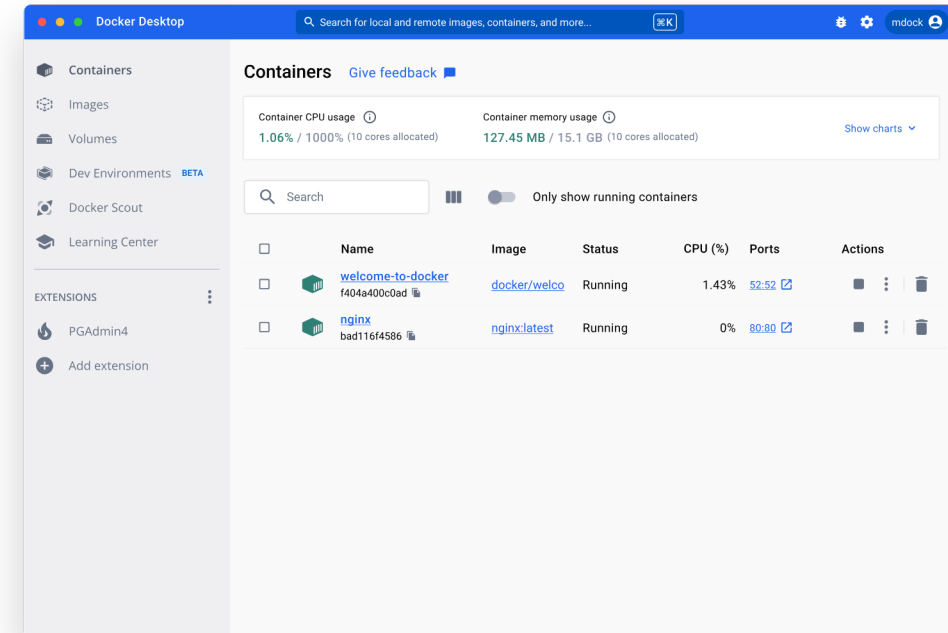 Docker Desktop
Search for local and remote images, containers, and more...
⌘K
mdock
Containers
Images
Volumes
Dev Environments BETA
Docker Scout
Learning Center
EXTENSIONS
PGAdmin4
Add extension
Containers Give feedback
Container CPU usage
1.06% / 1000% (10 cores allocated)
Container memory usage
127.45 MB / 15.1 GB (10 cores allocated)
Show charts
Search
Only show running containers
Name Image Status CPU (%) Ports Actions
welcome-to-docker
f404a400c0ad
docker/welco Running 1.43% 52:52
nginx
bad116f4586
nginx:latest Running 0% 80:80